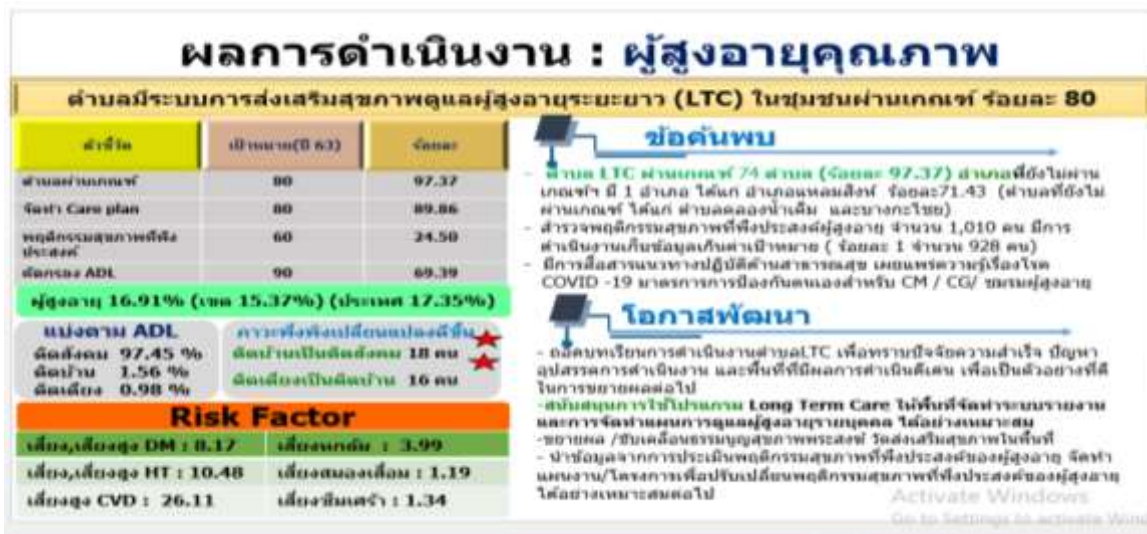 ผลการดำเนินงาน : ผู้สูงอายุคุณภาพ
ตำบลมีระบบการส่งเสริมสุขภาพดูแลผู้สูงอายุระยะยาว (LTC) ในชุมชนผ่านเกณฑ์ ร้อยละ 80
ตัวชี้วัด เป้าหมาย(ปี 63) ร้อยละ
ตำบลผ่านเกณฑ์ 80 97.37
จัดทำ Care plan 80 89.86
พฤติกรรมสุขภาพที่พึง
ประสงค์ 60 24.50
คัดกรอง ADL 90 69.39
ผู้สูงอายุ 16.91% (เขต 15.37%) (ประเทศ 17.35%)
แบ่งตาม ADL
ติดสังคม 97.45 %
ติดบ้าน 1.56 %
ติดเตียง 0.98 %
ภาวะพึ่งพิงเปลี่ยนแปลงดีขึ้น
ติดบ้านเป็นติดสังคม 18 คน
ติดเตียงเป็นติดบ้าน 16 คน
Risk Factor
เสี่ยง,เสี่ยงสูง DM : 8.17 เสี่ยงหกล้ม : 3.99
เสี่ยง,เสี่ยงสูง HT : 10.48 เสี่ยงสมองเสื่อม : 1.19
เสี่ยงสูง CVD : 26.11 เสี่ยงซึมเศร้า : 1.34
ข้อค้นพบ
- ตำบล LTC ผ่านเกณฑ์ 74 ตำบล (ร้อยละ 97.37) อำเภอที่ยังไม่ผ่าน
เกณฑ์ฯ มี 1 อำเภอ ได้แก่ อำเภอแหลมสิงห์ ร้อยละ71.43 (ตำบลที่ยังไม่
ผ่านเกณฑ์ ได้แก่ ตำบลคลองน้ำเค็ม และบางกะไชย)
- สำรวจพฤติกรรมสุขภาพที่พึงประสงค์ผู้สูงอายุ จำนวน 1,010 คน มีการ
ดำเนินงานเก็บข้อมูลเกินค่าเป้าหมาย ( ร้อยละ 1 จำนวน 928 คน)
- มีการสื่อสารแนวทางปฏิบัติด้านสาธารณสุข เผยแพร่ความรู้เรื่องโรค
COVID -19 มาตรการการป้องกันตนเองสำหรับ CM / CG/ ชมรมผู้สูงอายุ
โอกาสพัฒนา
- ถอดบทเรียนการดำเนินงานตำบลLTC เพื่อทราบปัจจัยความสำเร็จ ปัญหา
อุปสรรคการดำเนินงาน และพื้นที่ที่มีผลการดำเนินดีเด่น เพื่อเป็นตัวอย่างที่ดี
ในการขยายผลต่อไป
-สนับสนุนการใช้โปรแกรม Long Term Care ให้พื้นที่จัดทำระบบรายงาน
และการจัดทำแผนการดูแลผู้สูงอายุรายบุคคล ได้อย่างเหมาะสม
-ขยายผล /ขับเคลื่อนธรรมนูญสุขภาพพระสงฆ์ วัดส่งเสริมสุขภาพในพื้นที่
- นำข้อมูลจากการประเมินพฤติกรรมสุขภาพที่พึงประสงค์ของผู้สูงอายุ จัดทำ
แผนงาน/โครงการเพื่อปรับเปลี่ยนพฤติกรรมสุขภาพที่พึงประสงค์ของผู้สูงอายุ
ได้อย่างเหมาะสมต่อไป
Activate Windows
Go to Settings to activate Wind